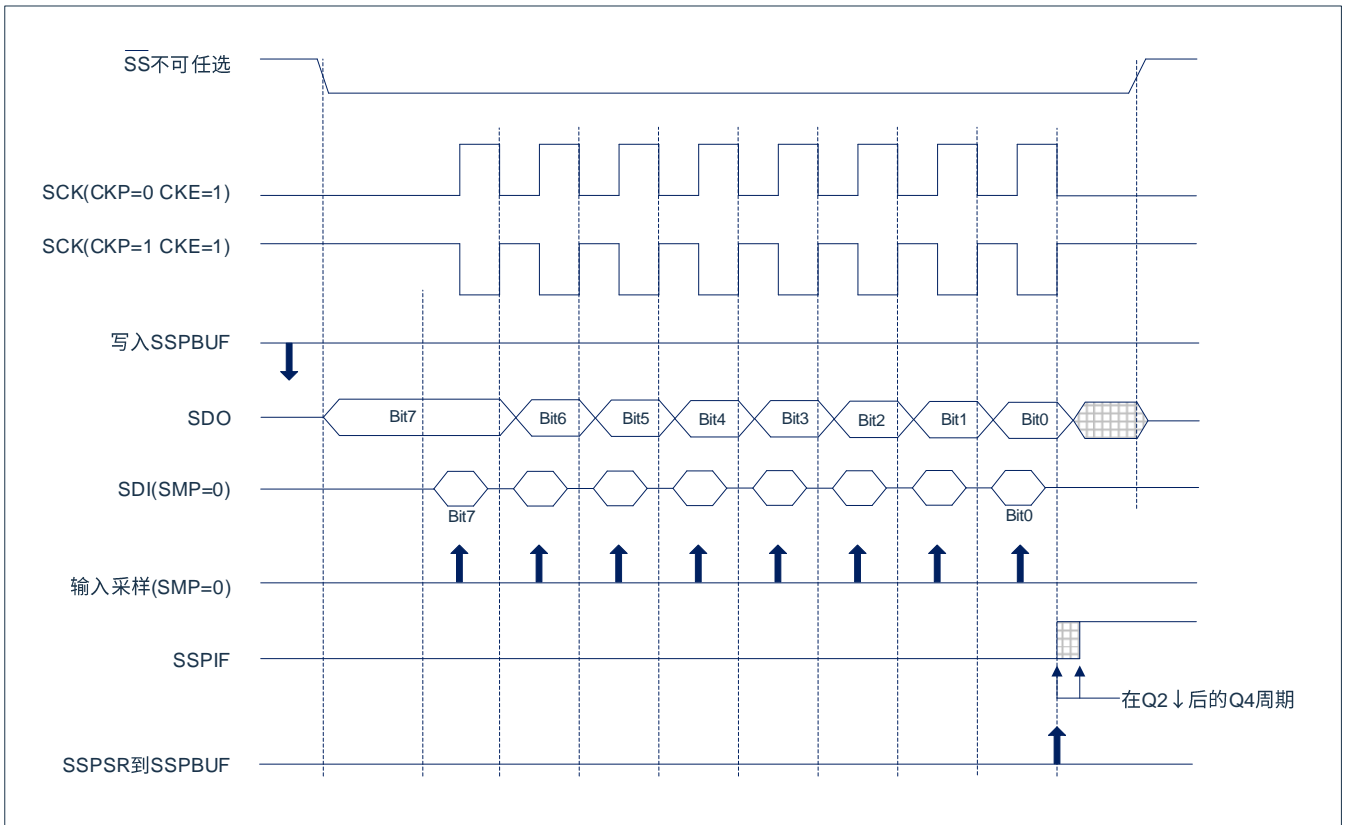 SS不可任选
SCK(CKP=0 CKE=1)
SCK(CKP=1 CKE=1)
写入SSPBUF
SDO
Bit7
Bit6
Bit5
Bit4
Bit3
Bit2
Bit1
Bit0
SDI(SMP=0)
Bit7
Bit0
输入采样(SMP=0)
SSPIF
在Q2↓后的Q4周期
SSPSR到SSPBUF